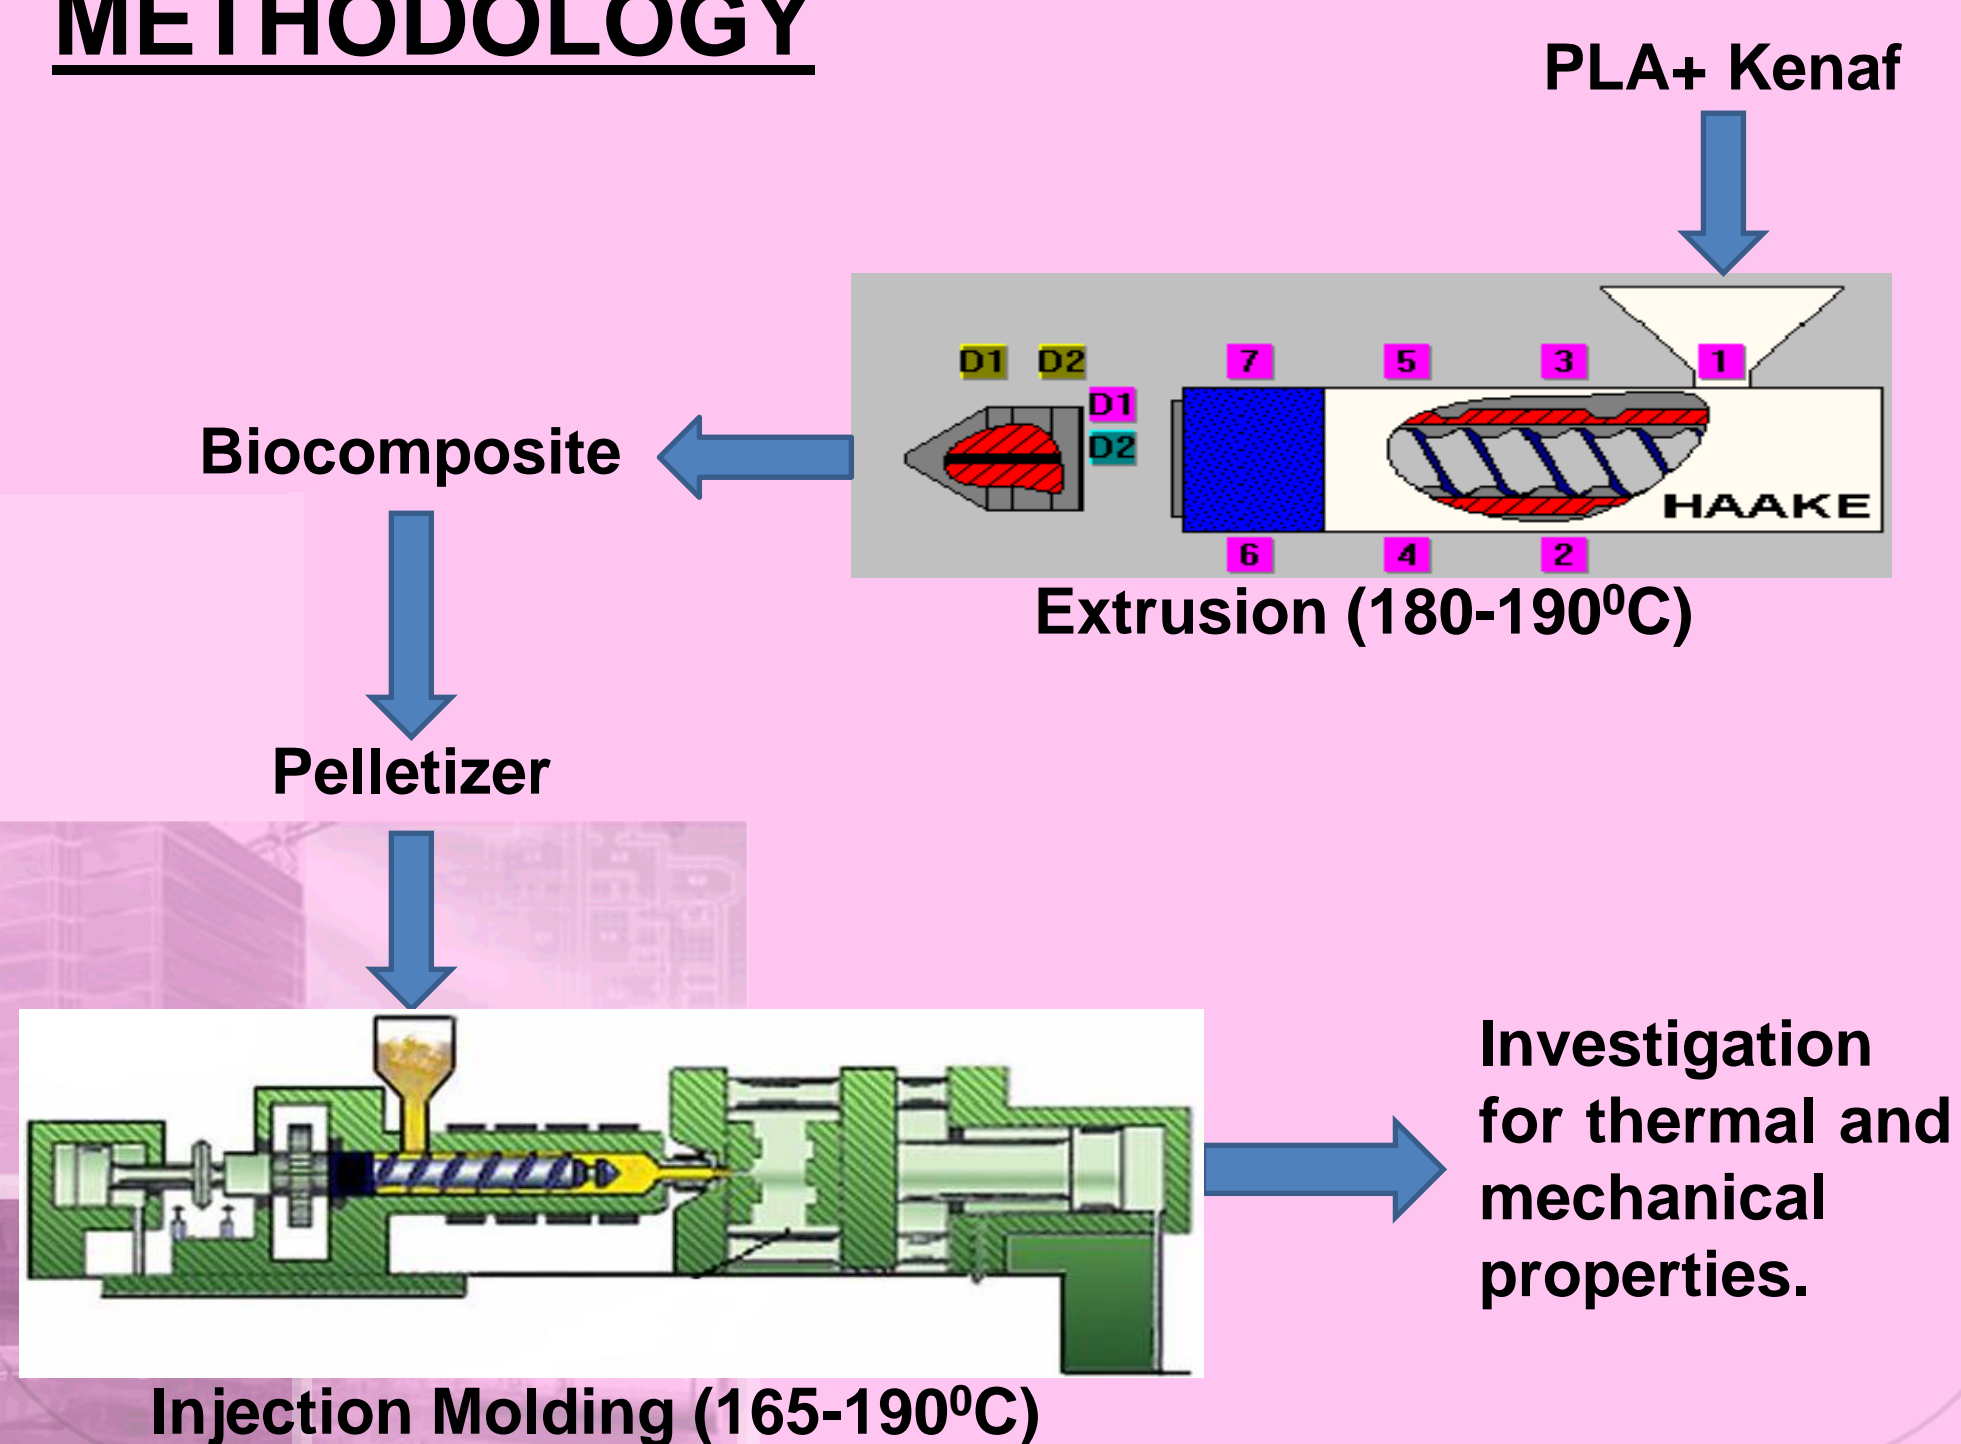 METHODOLOGY
PLA+ Kenaf
D1 D2 7 5 3 1
D1
D2
HAAKE
6 4 2
Extrusion (180-190⁰C)
Biocomposite
Pelletizer
Injection Molding (165-190⁰C)
Investigation
for thermal and
mechanical
properties.